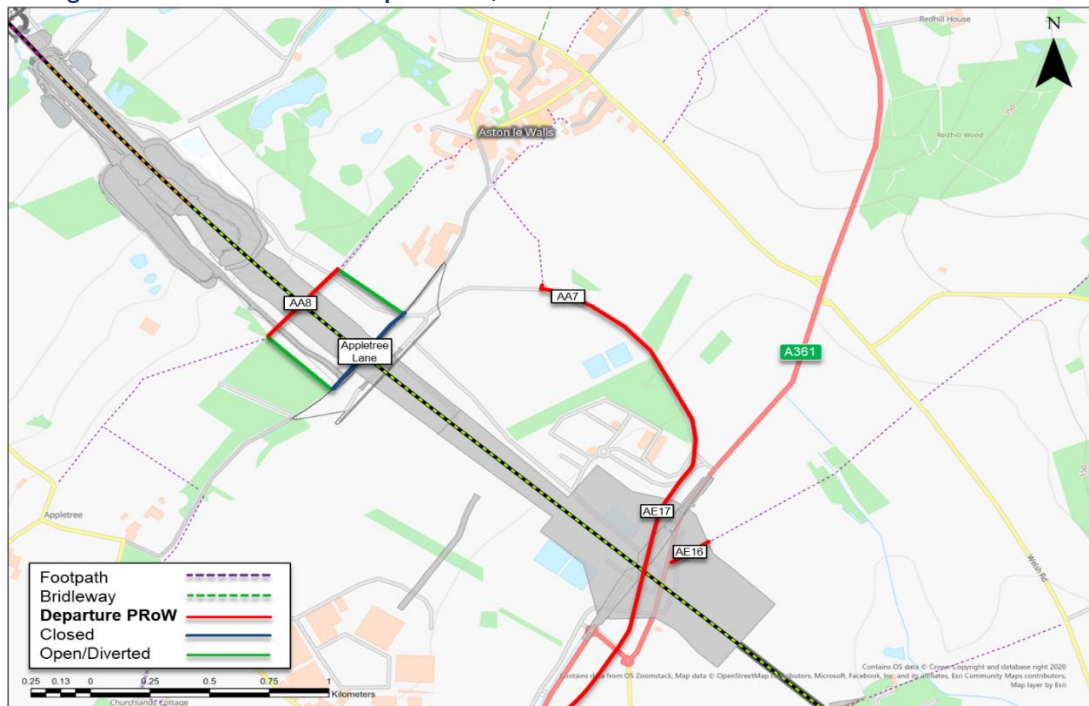 Redhill House
N
Aston le Walls
Redhill Wood
150
AA8
AA7
Appletree
Lane
A361
Appletree
AE17
150
AE16
Welsh Rd
Footpath
Bridleway
Departure PRoW
Closed
Open/Diverted
0.25 0.13 0 0.25 0.5 0.75 1
Kilometers
Churchlands Cottage
Contains OS data © Crown Copyright and database right 2020
Contains data from OS Zoomstack, Map data © OpenStreetMap contributors, Microsoft, Facebook, Inc. and its affiliates, Esri Community Maps contributors,
Map layer by Esri